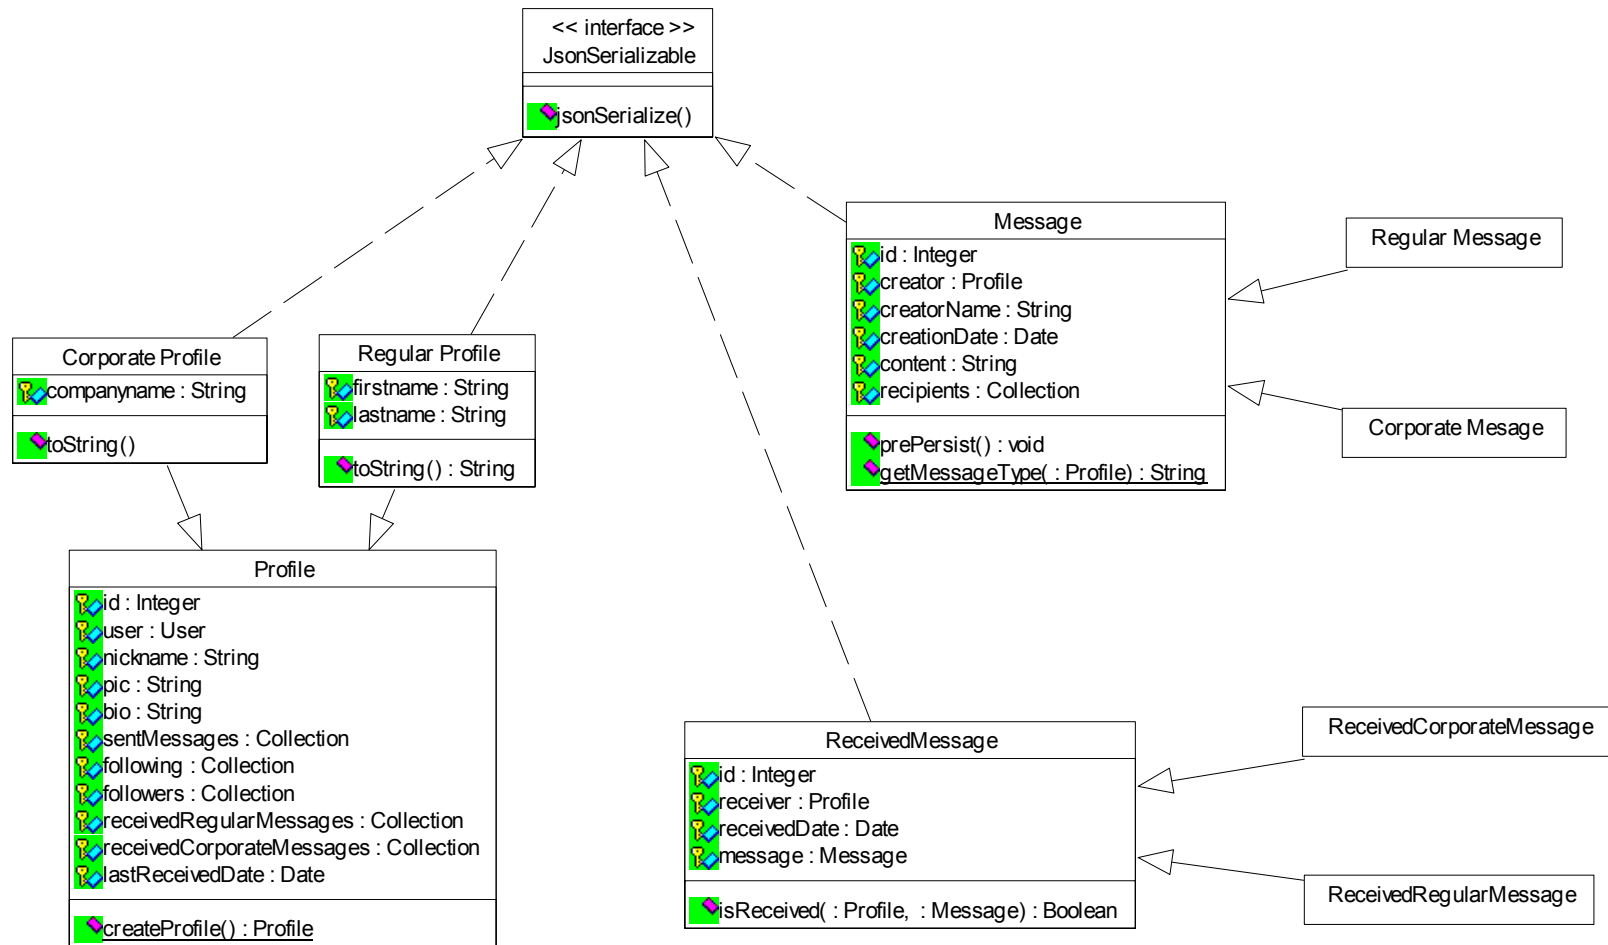 << interface >>
JsonSerializable
jsonSerialize()
Message
id : Integer
creator : Profile
creatorName : String
creationDate : Date
content : String
recipients : Collection
prePersist() : void
getMessageType( : Profile) : String
Regular Message
Corporate Mesage
Corporate Profile
companyname : String
toString()
Regular Profile
firstname : String
lastname : String
toString() : String
Profile
id : Integer
user : User
nickname : String
pic : String
bio : String
sentMessages : Collection
following : Collection
followers : Collection
receivedRegularMessages : Collection
receivedCorporateMessages : Collection
lastReceivedDate : Date
createProfile() : Profile
ReceivedMessage
id : Integer
receiver : Profile
receivedDate : Date
message : Message
isReceived( : Profile, : Message) : Boolean
ReceivedCorporateMessage
ReceivedRegularMessage